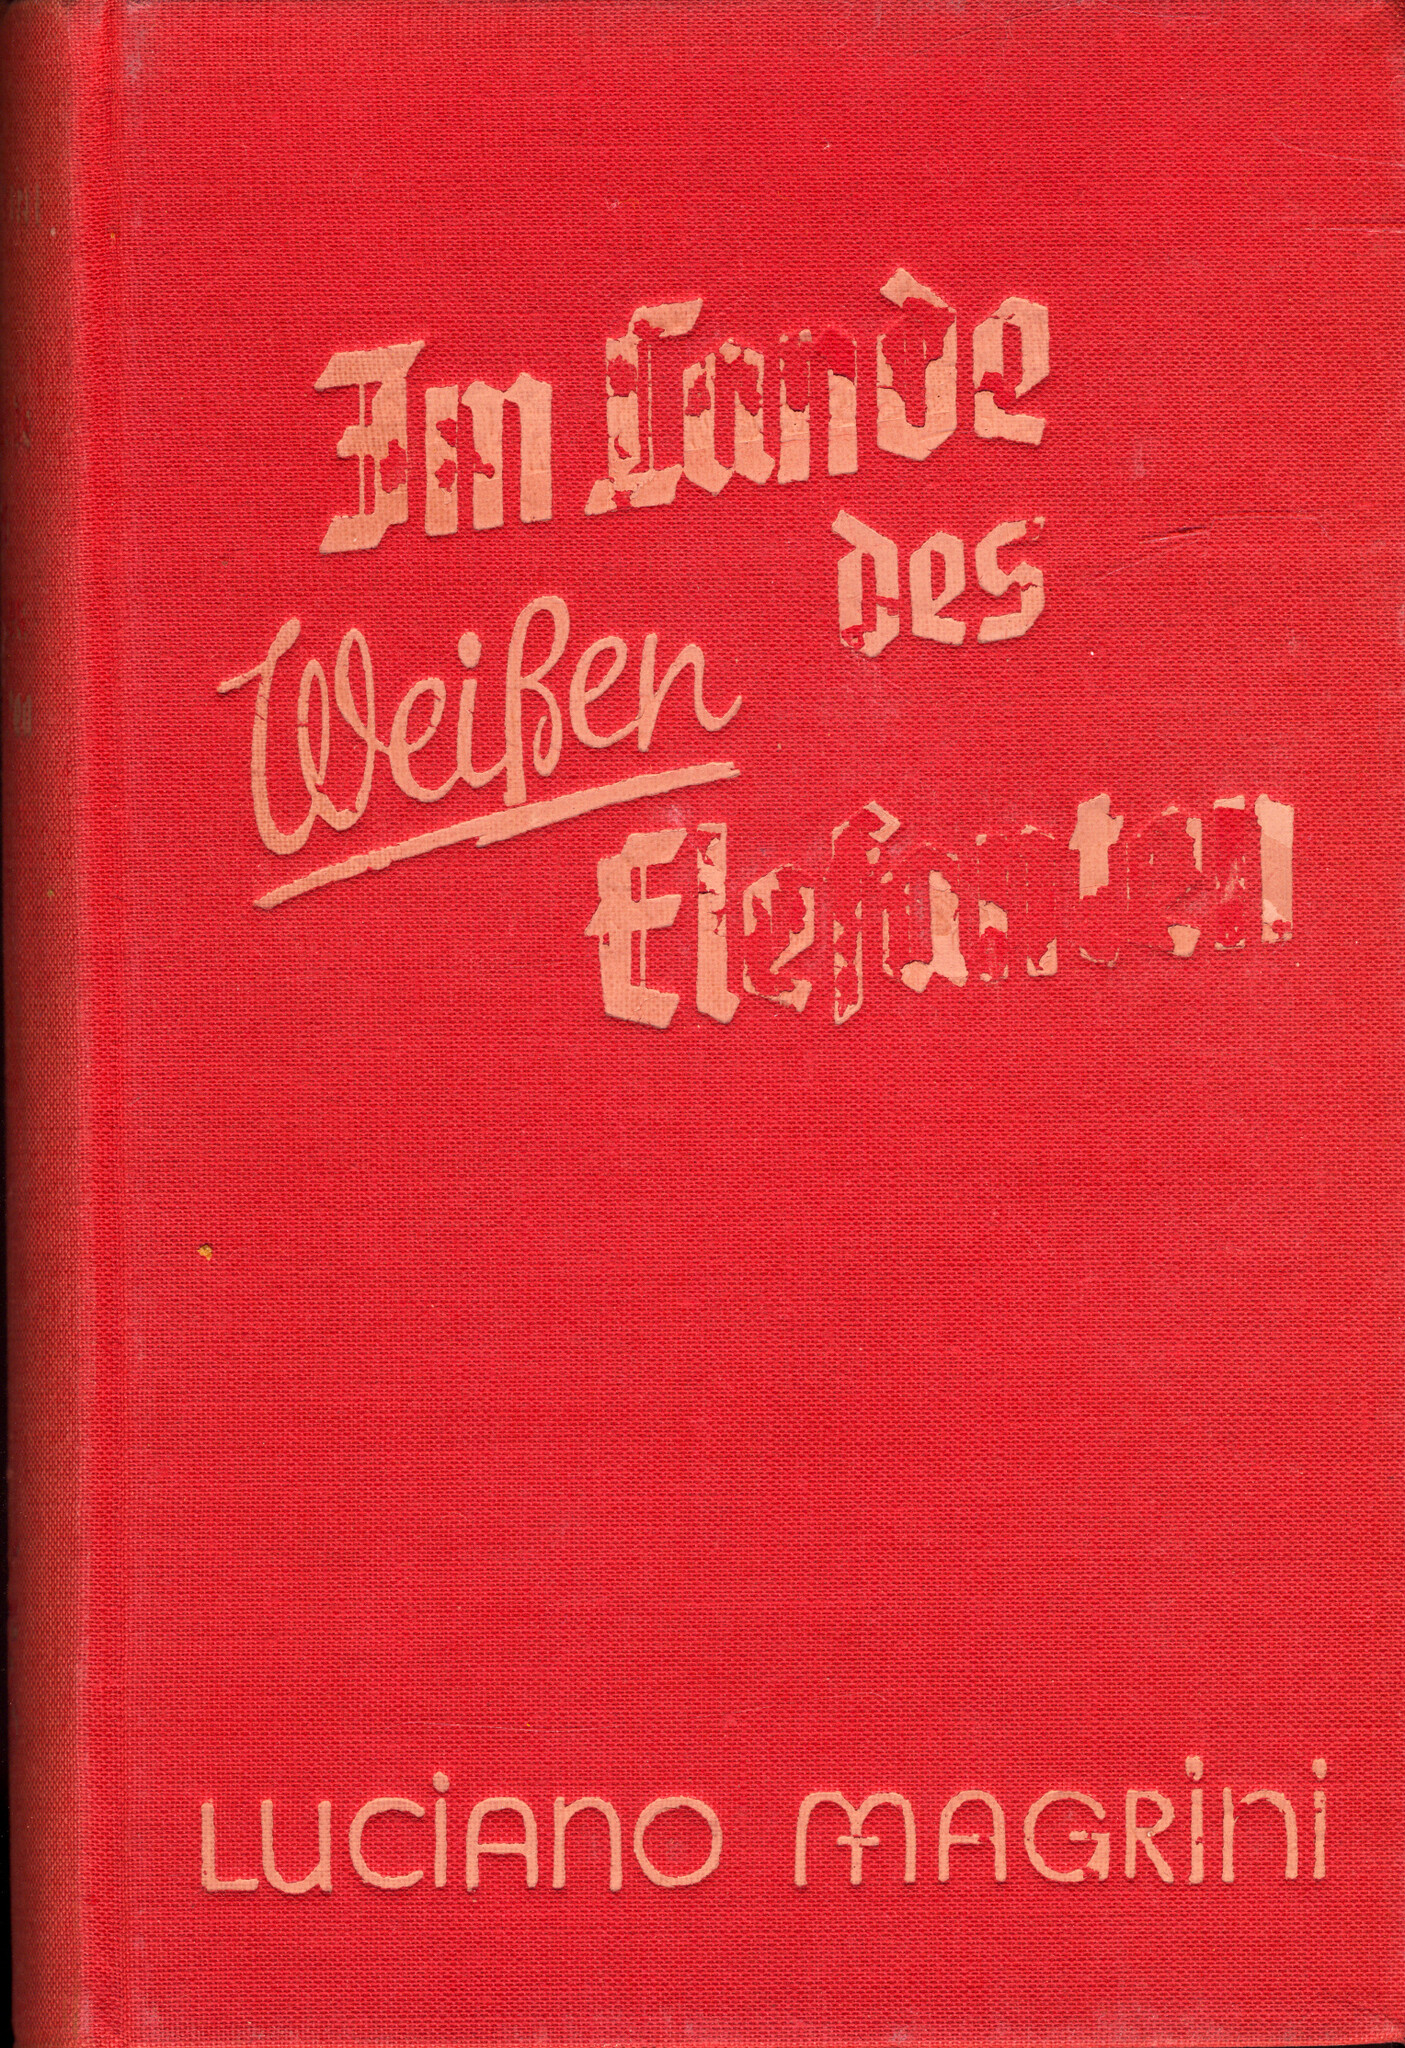 Im Lande
des
Weißen
Elefanten
LUCiANO MAGRiNi